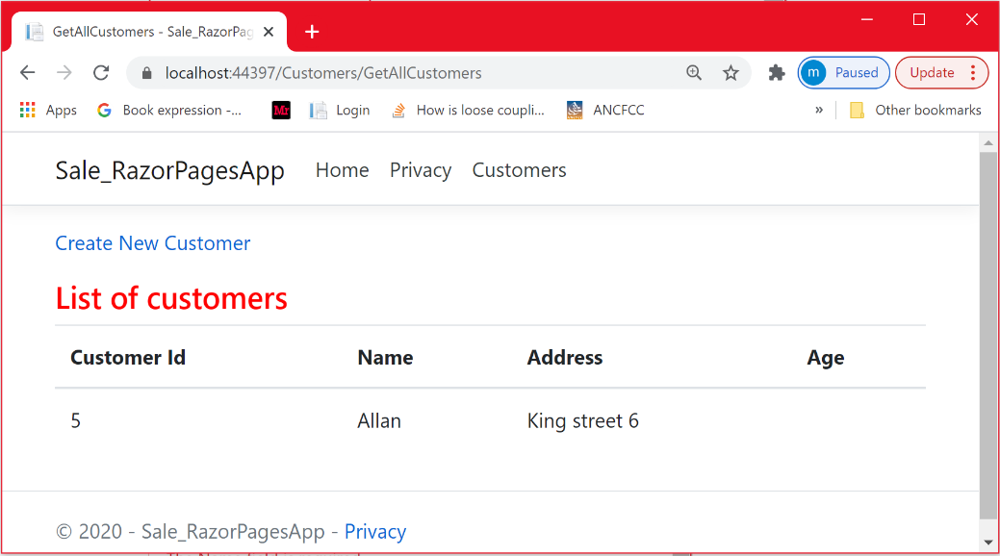 GetAllCustomers - Sale_RazorPag
localhost:44397/Customers/GetAllCustomers
m Paused Update
Apps G Book expression -... Mr Login How is loose coupli... ANCFCC » Other bookmarks
Sale_RazorPagesApp Home Privacy Customers
Create New Customer
List of customers
Customer Id Name Address Age
5 Allan King street 6
© 2020 - Sale_RazorPagesApp - Privacy